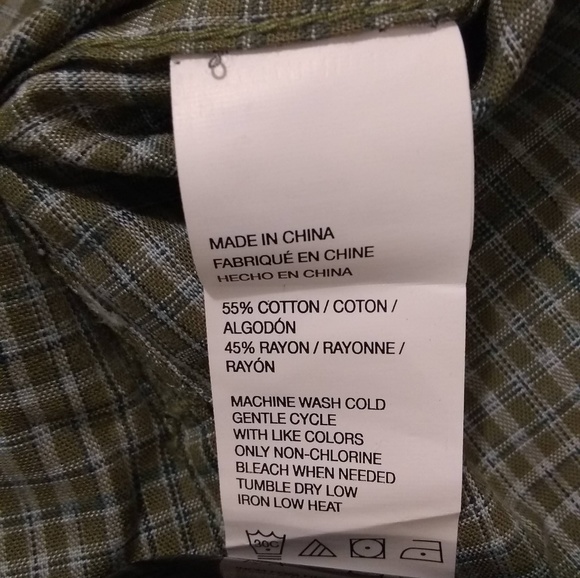 MADE IN CHINA
FABRIQUÉ EN CHINE
HECHO EN CHINA
55% COTTON / COTON /
ALGODÓN
45% RAYON / RAYONNE /
RAYÓN
MACHINE WASH COLD
GENTLE CYCLE
WITH LIKE COLORS
ONLY NON-CHLORINE
BLEACH WHEN NEEDED
TUMBLE DRY LOW
IRON LOW HEAT
30C